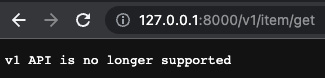 127.0.0.1:8000/v1/item/get
v1 API is no longer supported